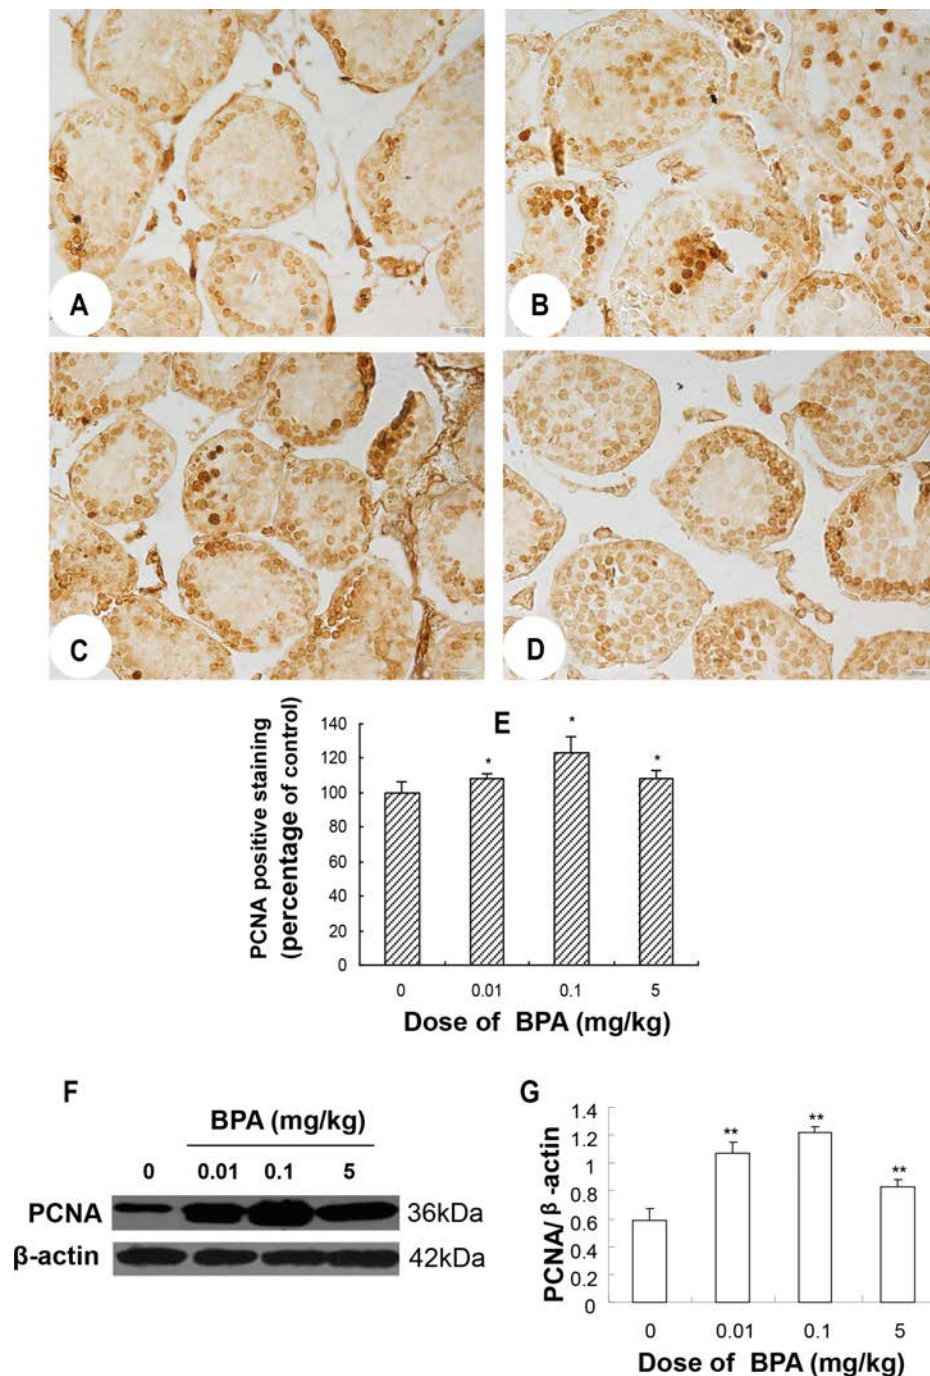 A
B
C
D
E
PCNA positive staining
(percentage of control)
140
120
100
80
60
40
20
0
*
*
*
0 0.01 0.1 5
Dose of BPA (mg/kg)
F
BPA (mg/kg)
0 0.01 0.1 5
PCNA 36kDa
β-actin 42kDa
G
PCNA/ β -actin
1.4
1.2
1
0.8
0.6
0.4
0.2
0
**
**
**
0 0.01 0.1 5
Dose of BPA (mg/kg)